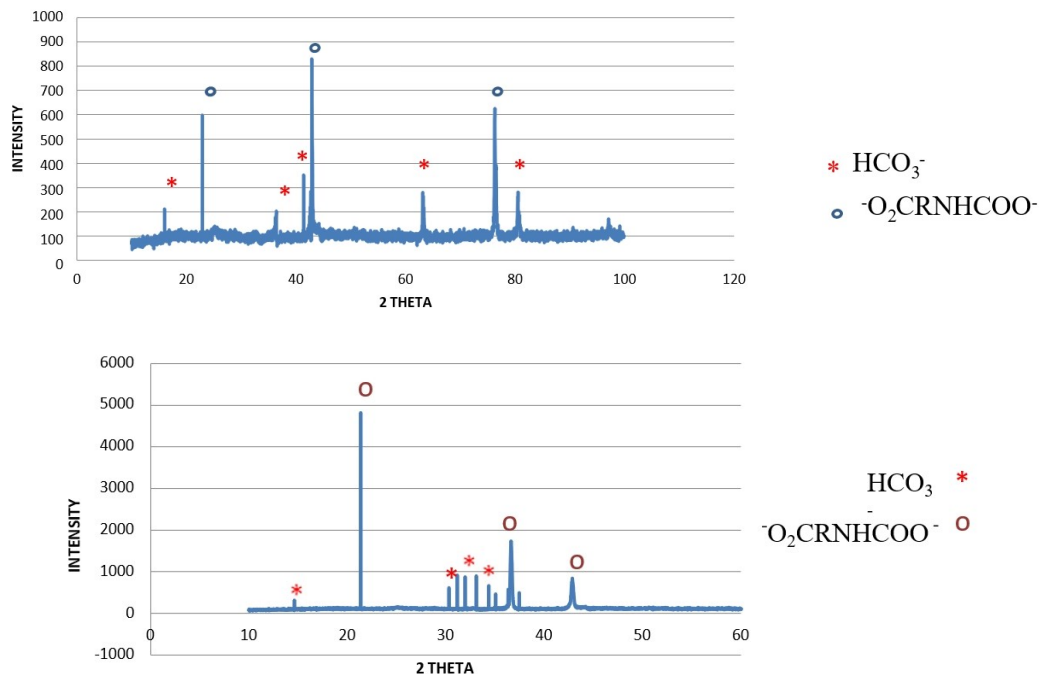 1000
900
800
700
600
500
400
300
200
100
0
INTENSITY
0 20 40 60 80 100 120
2 THETA
* HCO₃⁻
o ⁻O₂CRNHCOO⁻
6000
5000
4000
3000
2000
1000
0
-1000
INTENSITY
0 10 20 30 40 50 60
2 THETA
HCO₃ *
-
⁻O₂CRNHCOO⁻ O